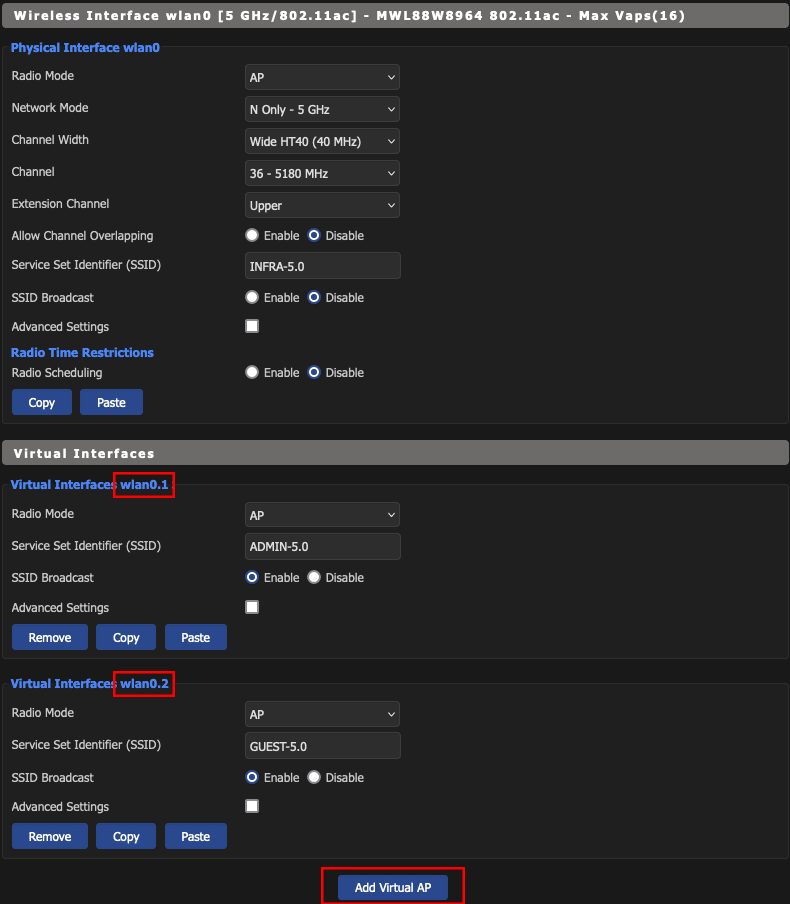 Wireless Interface wlan0 [5 GHz/802.11ac] - MWL88W8964 802.11ac - Max Vaps(16)
Physical Interface wlan0
Radio Mode AP
Network Mode N Only - 5 GHz
Channel Width Wide HT40 (40 MHz)
Channel 36 - 5180 MHz
Extension Channel Upper
Allow Channel Overlapping Enable Disable
Service Set Identifier (SSID) INFRA-5.0
SSID Broadcast Enable Disable
Advanced Settings
Radio Time Restrictions
Radio Scheduling Enable Disable
Copy Paste
Virtual Interfaces
Virtual Interfaces wlan0.1
Radio Mode AP
Service Set Identifier (SSID) ADMIN-5.0
SSID Broadcast Enable Disable
Advanced Settings
Remove Copy Paste
Virtual Interfaces wlan0.2
Radio Mode AP
Service Set Identifier (SSID) GUEST-5.0
SSID Broadcast Enable Disable
Advanced Settings
Remove Copy Paste
Add Virtual AP